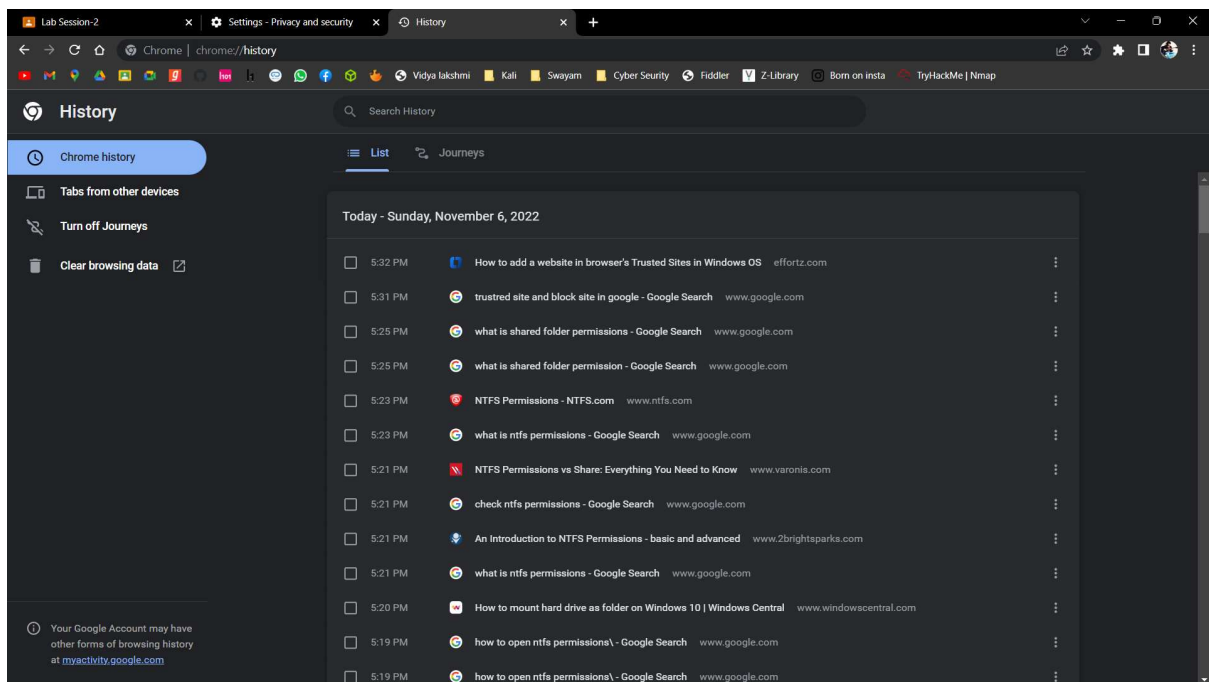 Lab Session-2
Settings - Privacy and security
History
Chrome | chrome://history
Vidya lakshmi
Kali
Swayam
Cyber Seurity
Fiddler
Z-Library
Born on insta
TryHackMe | Nmap
History
Search History
Chrome history
Tabs from other devices
Turn off Journeys
Clear browsing data
List
Journeys
Today - Sunday, November 6, 2022
5:32 PM How to add a website in browser's Trusted Sites in Windows OS effortz.com
5:31 PM trustred site and block site in google - Google Search www.google.com
5:25 PM what is shared folder permissions - Google Search www.google.com
5:25 PM what is shared folder permission - Google Search www.google.com
5:23 PM NTFS Permissions - NTFS.com www.ntfs.com
5:23 PM what is ntfs permissions - Google Search www.google.com
5:21 PM NTFS Permissions vs Share: Everything You Need to Know www.varonis.com
5:21 PM check ntfs permissions - Google Search www.google.com
5:21 PM An Introduction to NTFS Permissions - basic and advanced www.2brightsparks.com
5:21 PM what is ntfs permissions - Google Search www.google.com
5:20 PM How to mount hard drive as folder on Windows 10 | Windows Central www.windowscentral.com
5:19 PM how to open ntfs permissions\ - Google Search www.google.com
5:19 PM how to open ntfs permissions\ - Google Search www.google.com
Your Google Account may have
other forms of browsing history
at myactivity.google.com